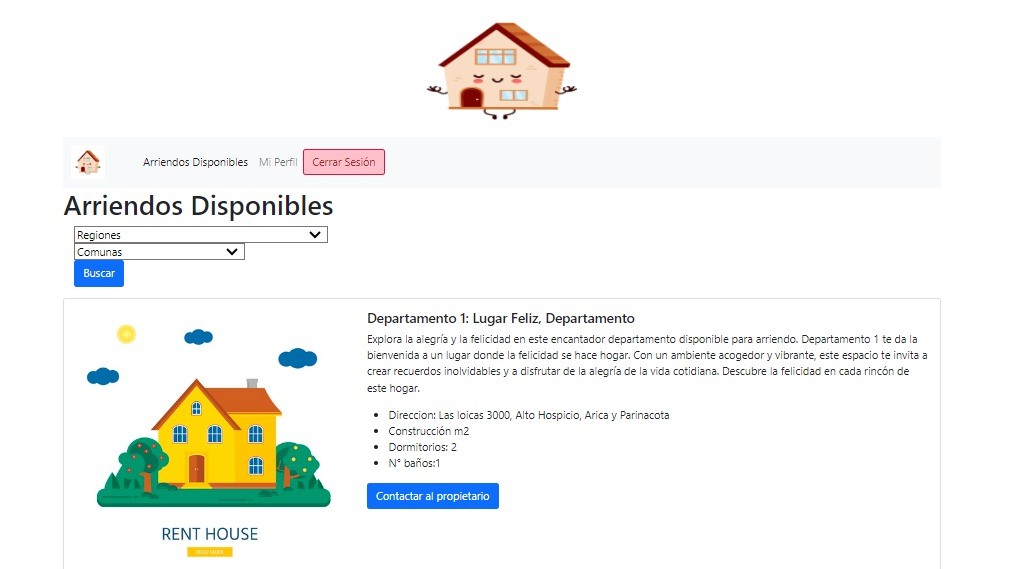 Arriendos Disponibles Mi Perfil Cerrar Sesión
Arriendos Disponibles
Regiones
Comunas
Buscar
Departamento 1: Lugar Feliz, Departamento
Explora la alegría y la felicidad en este encantador departamento disponible para arriendo. Departamento 1 te da la
bienvenida a un lugar donde la felicidad se hace hogar. Con un ambiente acogedor y vibrante, este espacio te invita a
crear recuerdos inolvidables y a disfrutar de la alegría de la vida cotidiana. Descubre la felicidad en cada rincón de
este hogar.
Direccion: Las loicas 3000, Alto Hospicio, Arica y Parinacota
Construcción m2
Dormitorios: 2
N° baños:1
Contactar al propietario
RENT HOUSE